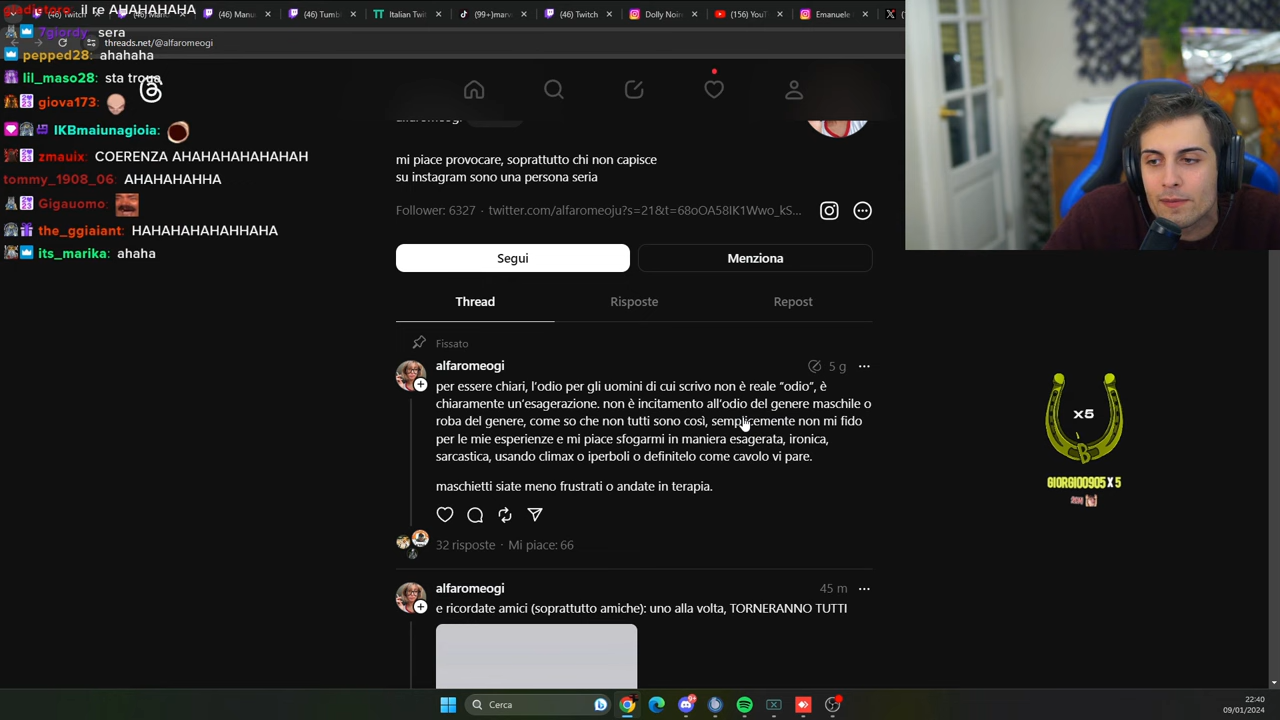 (46) Twitch
(46) Manu
(46) Tumb
Italian Twi
(99+)marv
(46) Twitch
Dolly Noir
(156) YouT
Emanuele
gladiatore_: il re AHAHAHA
7giordy_: sera
threads.net/@alfaromeogi
pepped28: ahahaha
lil_maso28: sta troua
giova173:
IKBmaiunagioia:
zmauix: COERENZA AHAHAHAHAHAH
tommy_1908_06: AHAHAHAHHA
Gigauomo:
the_ggiaiant: HAHAHAHAHAHHAHA
its_marika: ahaha
alfaromeogi
mi piace provocare, soprattutto chi non capisce
su instagram sono una persona seria
Follower: 6327 · twitter.com/alfaromeoju?s=21&t=68oOA58IK1Wwo_kS...
Segui
Menziona
Thread
Risposte
Repost
Fissato
alfaromeogi
5 g
per essere chiari, l'odio per gli uomini di cui scrivo non è reale "odio", è
chiaramente un'esagerazione. non è incitamento all'odio del genere maschile o
roba del genere, come so che non tutti sono così, semplicemente non mi fido
per le mie esperienze e mi piace sfogarmi in maniera esagerata, ironica,
sarcastica, usando climax o iperboli o definitelo come cavolo vi pare.
maschietti siate meno frustrati o andate in terapia.
32 risposte · Mi piace: 66
alfaromeogi
45 m
e ricordate amici (soprattutto amiche): uno alla volta, TORNERANNO TUTTI
x5
B
GIORGIO0905 X 5
Cerca
22:40
09/01/2024